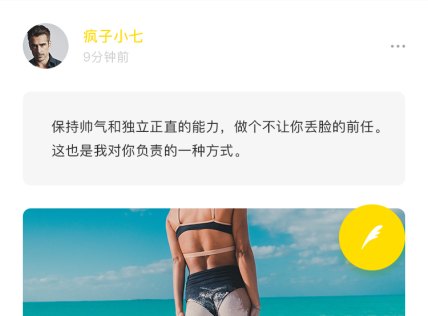 疯子小七
9分钟前
保持帅气和独立正直的能力，做个不让你丢脸的前任。
这也是我对你负责的一种方式。